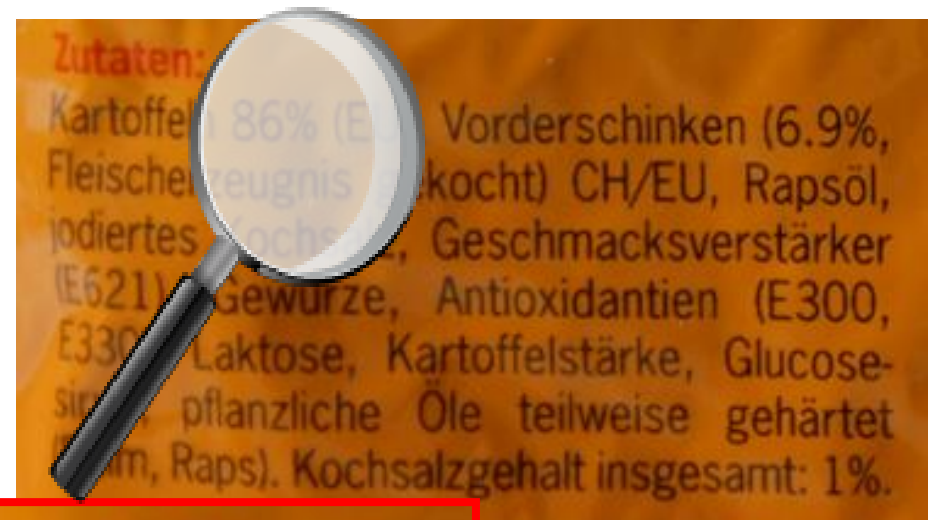 Zutaten:
Kartoffeln 86% (EU), Vorderschinken (6.9%,
Fleischerzeugnis gekocht) CH/EU, Rapsöl,
jodiertes Kochsalz, Geschmacksverstärker
(E621), Gewürze, Antioxidantien (E300,
E330), Laktose, Kartoffelstärke, Glucose-
pflanzliche Öle teilweise gehärtet
Raps). Kochsalzgehalt insgesamt: 1%.